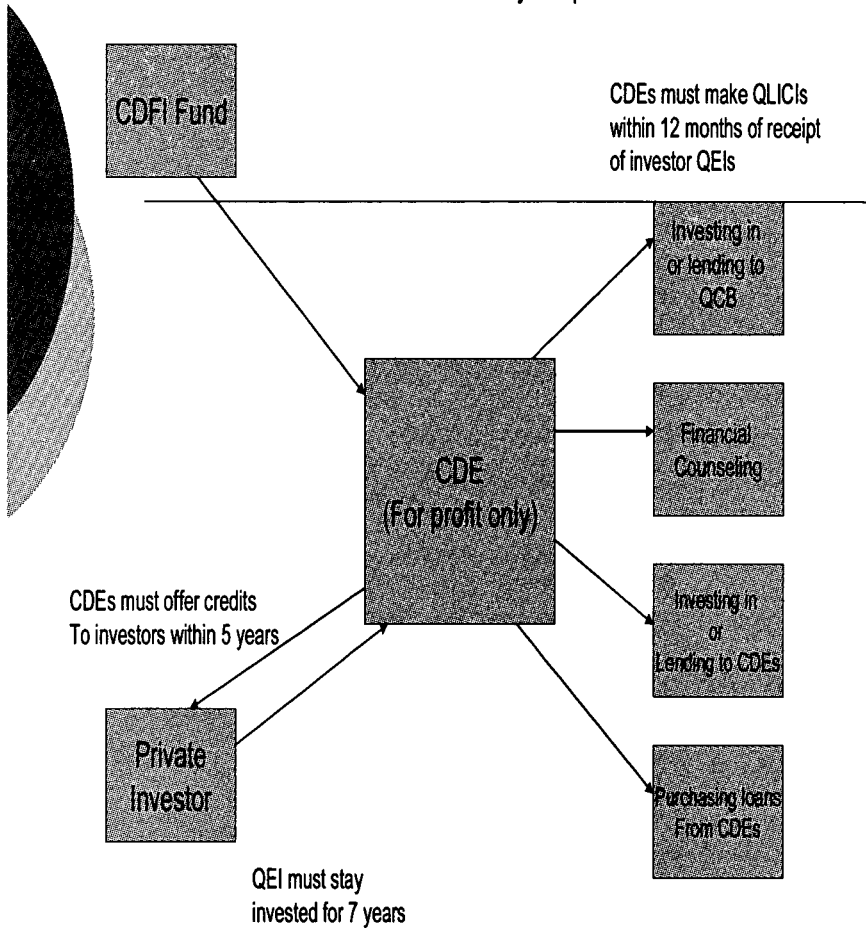 CDFI Fund
CDEs must make QLICIs
within 12 months of receipt
of investor QEIs
Investing in
or lending to
QCB
CDE
(For profit only)
Financial
Counseling
Investing in
or
Lending to CDEs
CDEs must offer credits
To investors within 5 years
Private
Investor
Purchasing loans
From CDEs
QEI must stay
invested for 7 years